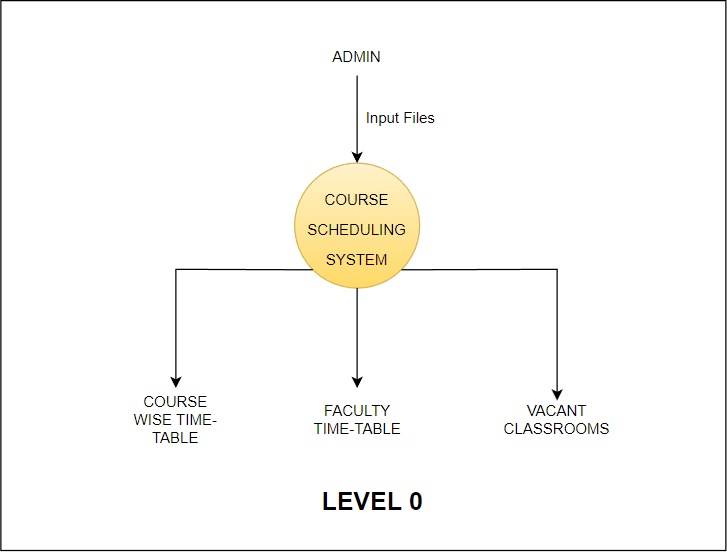 ADMIN
Input Files
COURSE
SCHEDULING
SYSTEM
COURSE
WISE TIME-
TABLE
FACULTY
TIME-TABLE
VACANT
CLASSROOMS
LEVEL 0